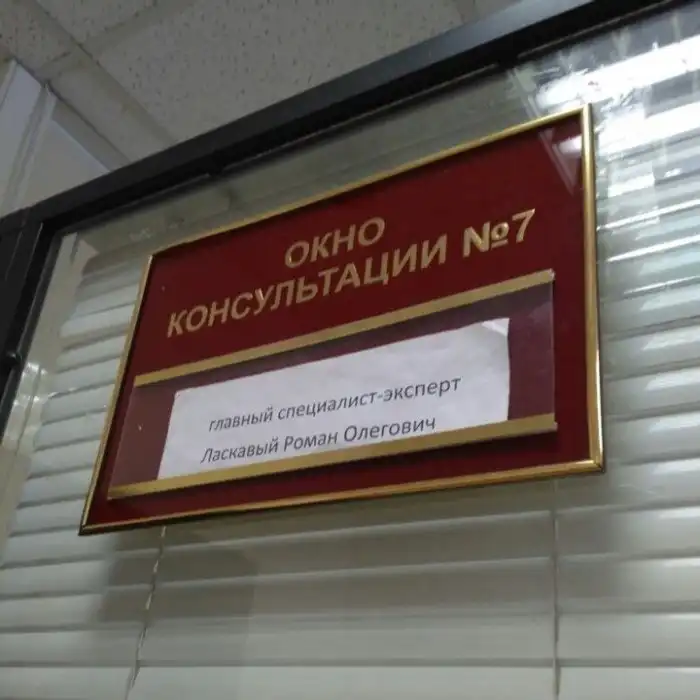 ОКНО
КОНСУЛЬТАЦИИ №7
главный специалист-эксперт
Ласкавый Роман Олегович